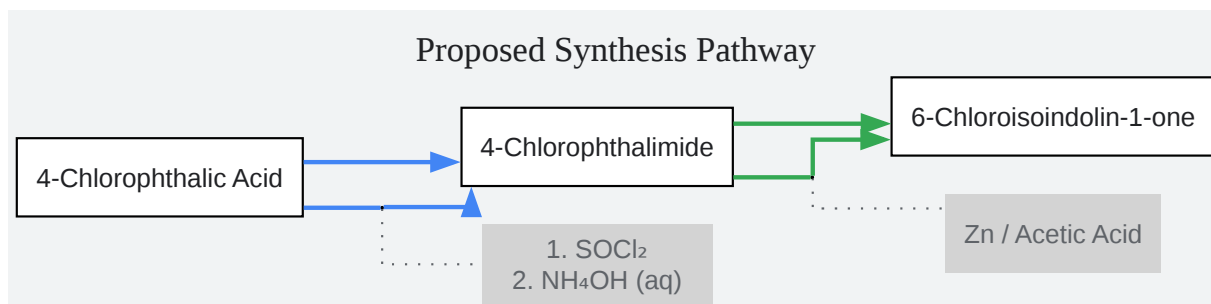 Proposed Synthesis Pathway
4-Chlorophthalic Acid
4-Chlorophthalimide
6-Chloroisoindolin-1-one
1. SOCl₂
2. NH₄OH (aq)
Zn / Acetic Acid